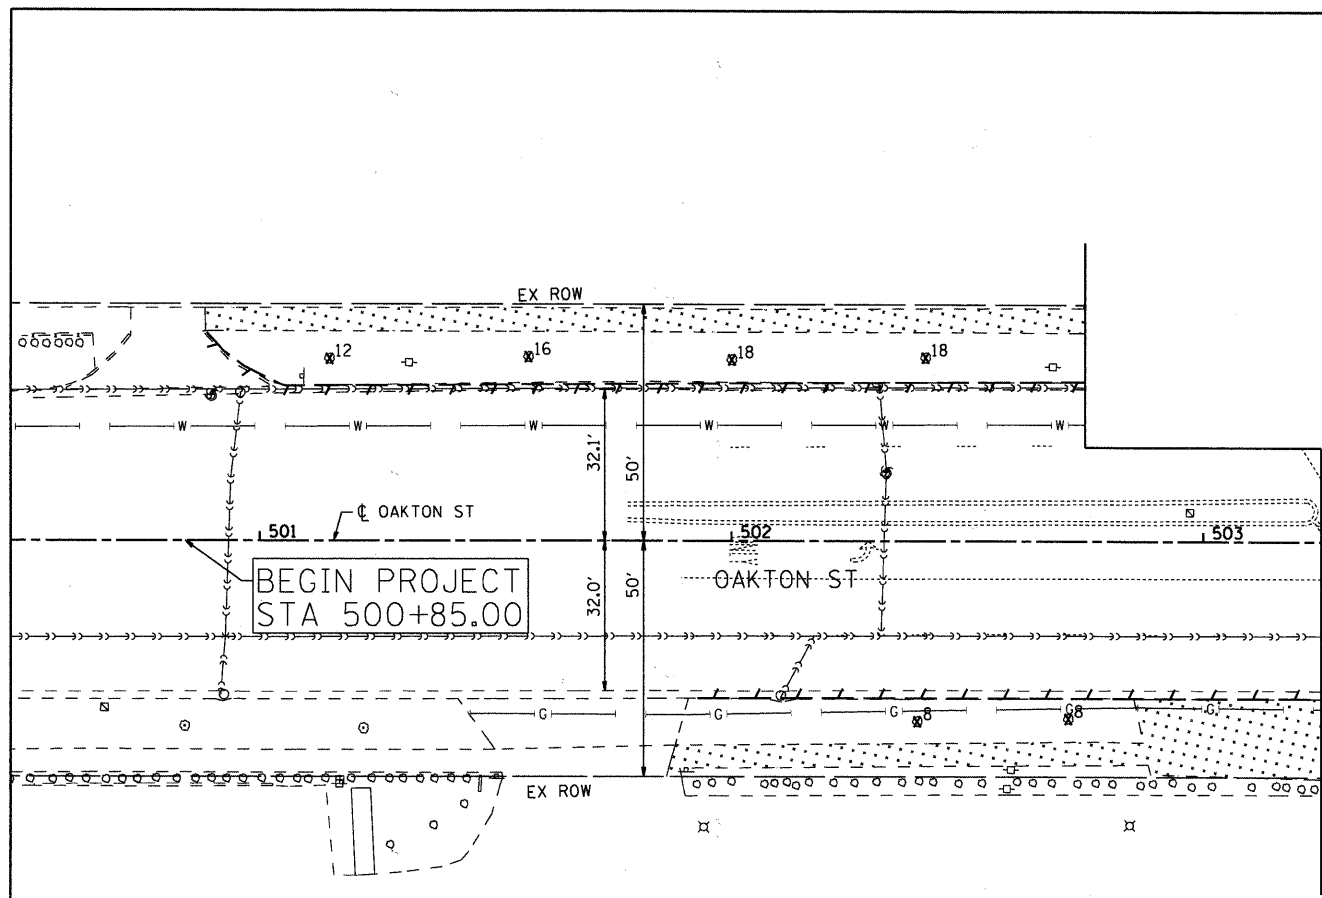 EX ROW
12
16
18
18
W W W W W W
32.1'
50'
℄ OAKTON ST
501
502
503
BEGIN PROJECT
STA 500+85.00
OAKTON ST
32.0'
50'
G G G G G
8
8
EX ROW